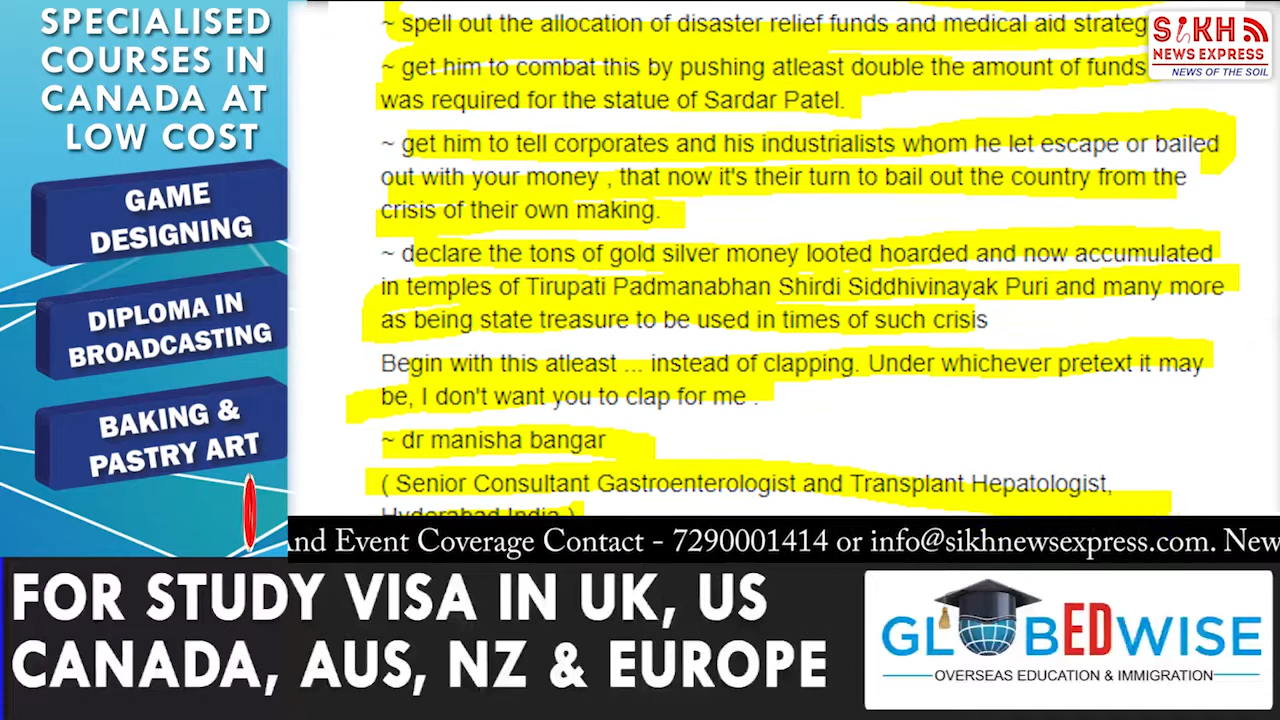 SPECIALISED
COURSES IN
CANADA AT
LOW COST
GAME
DESIGNING
DIPLOMA IN
BROADCASTING
BAKING &
PASTRY ART
~ spell out the allocation of disaster relief funds and medical aid
~ get him to combat this by pushing atleast double the amount of funds
was required for the statue of Sardar Patel.
~ get him to tell corporates and his industrialists whom he let escape or bailed
out with your money , that now it's their turn to bail out the country from the
crisis of their own making.
~ declare the tons of gold silver money looted hoarded and now accumulated
in temples of Tirupati Padmanabhan Shirdi Siddhivinayak Puri and many more
as being state treasure to be used in times of such crisis
Begin with this atleast ... instead of clapping. Under whichever pretext it may
be, I don't want you to clap for me .
~ dr manisha bangar
( Senior Consultant Gastroenterologist and Transplant Hepatologist,
Hyderabad India )
SIKH
NEWS EXPRESS
NEWS OF THE SOIL
And Event Coverage Contact - 7290001414 or info@sikhnewsexpress.com. New
FOR STUDY VISA IN UK, US
CANADA, AUS, NZ & EUROPE
GLOBEDWISE
OVERSEAS EDUCATION & IMMIGRATION